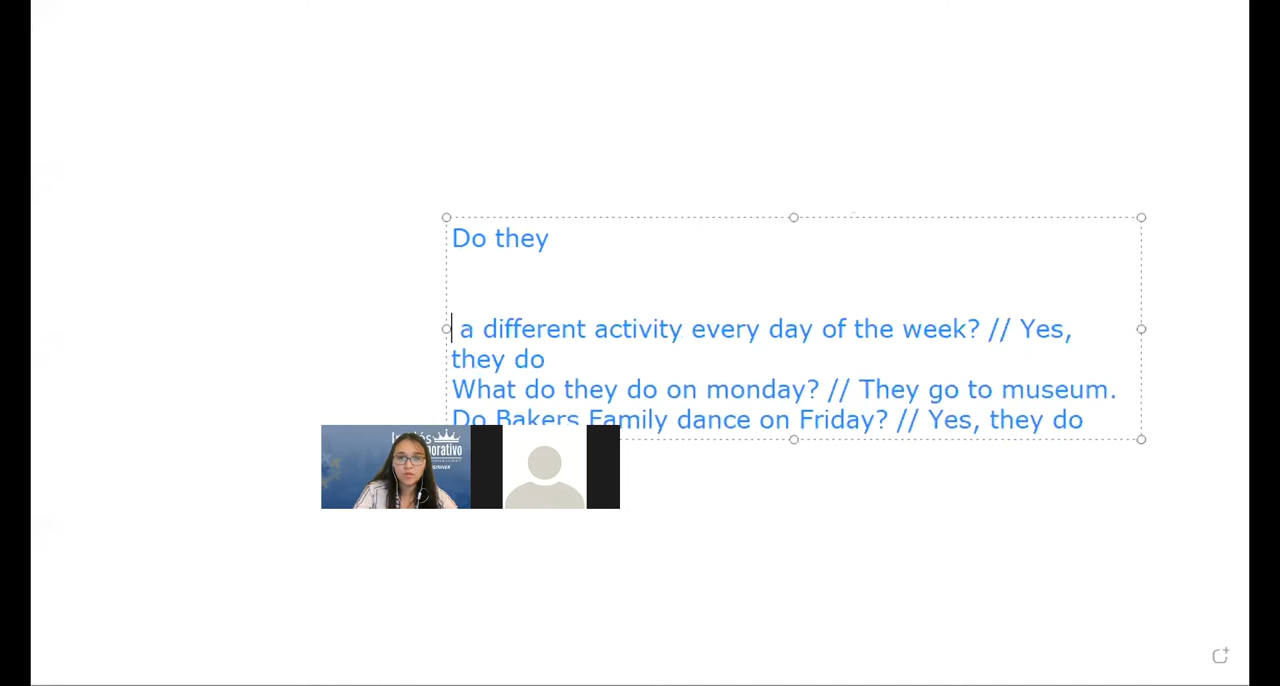 Do they
a different activity every day of the week? // Yes,
they do
What do they do on monday? // They go to museum.
Do Bakers Family dance on Friday? // Yes, they do